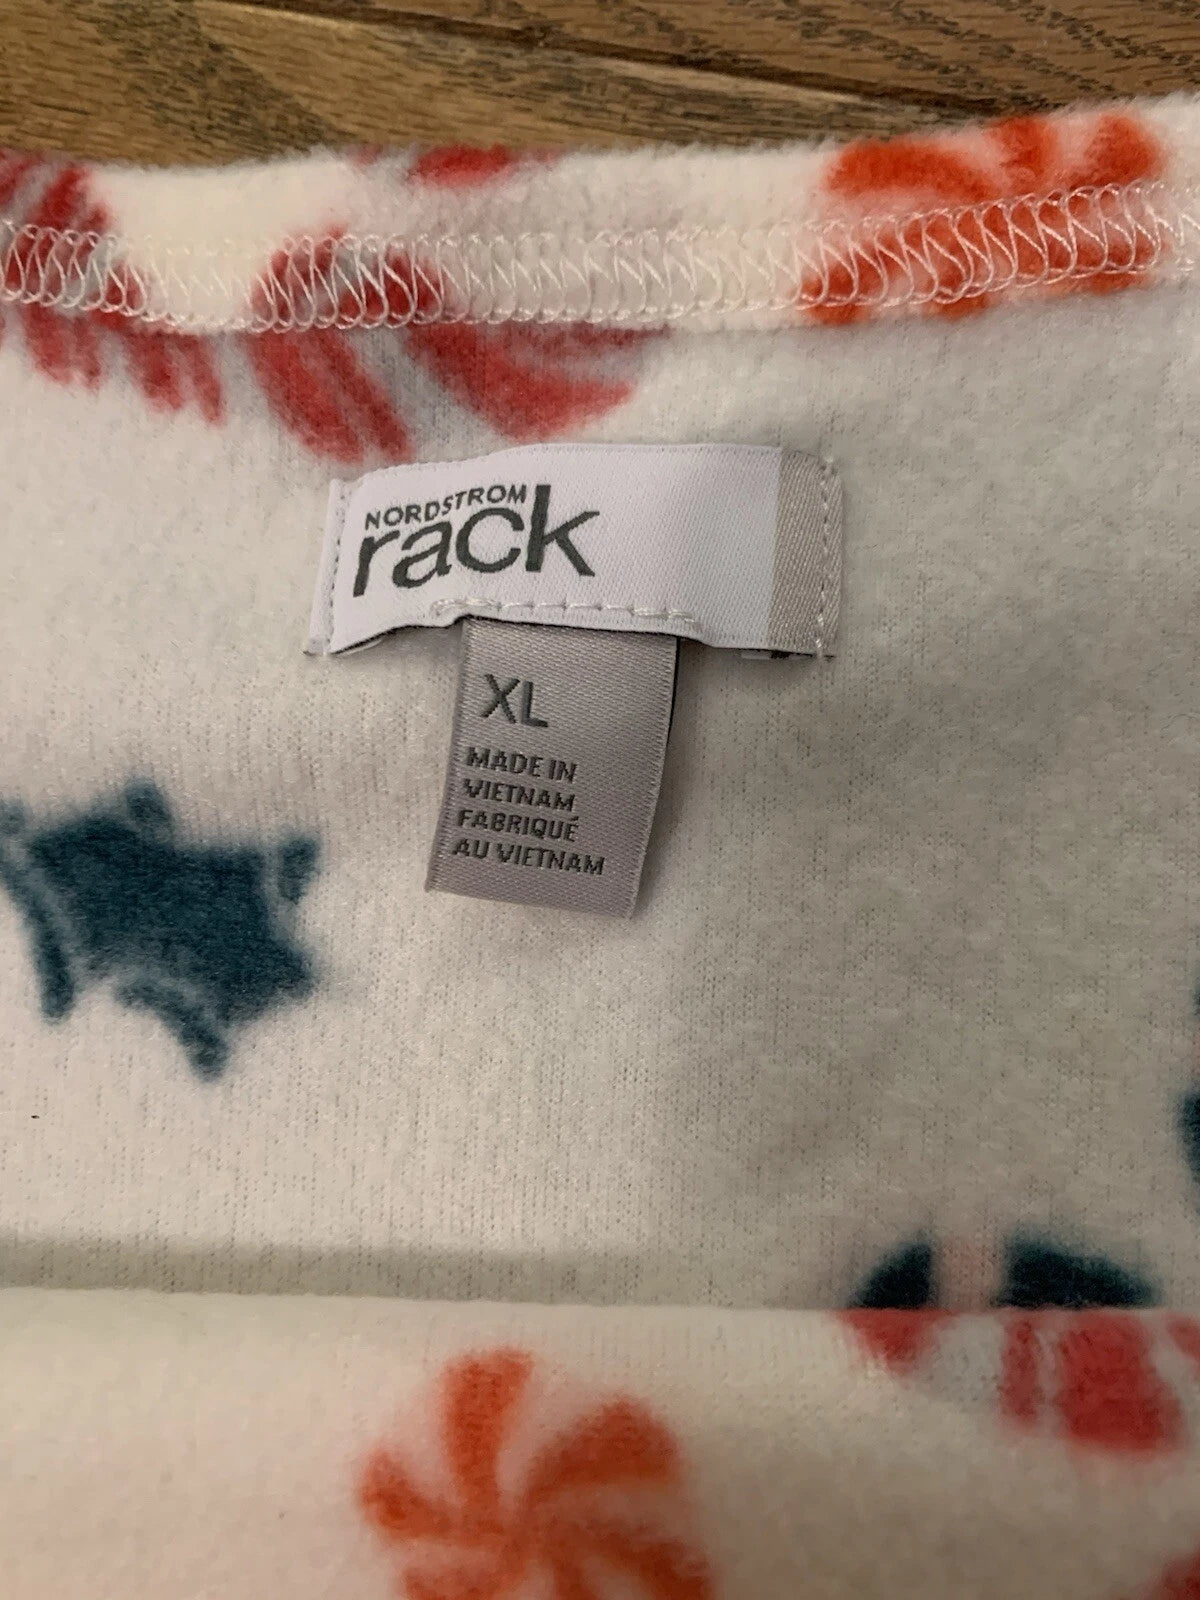 NORDSTROM
rack
XL
MADE IN
VIETNAM
FABRIQUÉ
AU VIETNAM